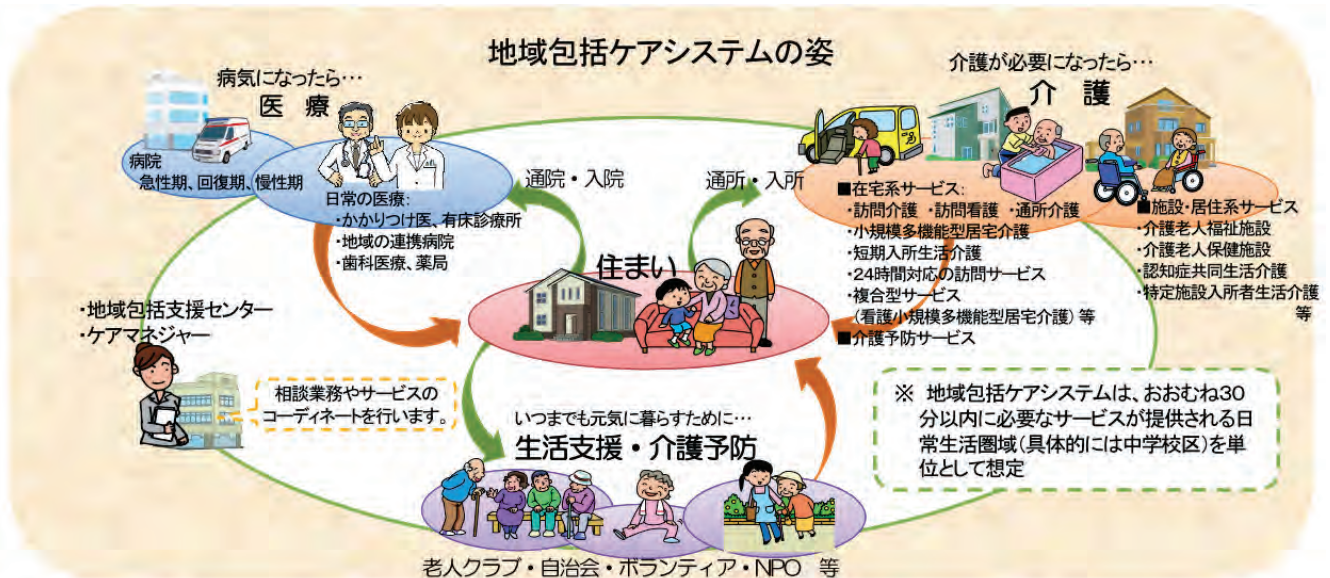 地域包括ケアシステムの姿
病気になったら…
医 療
病院
急性期、回復期、慢性期
日常の医療：
・かかりつけ医、有床診療所
・地域の連携病院
・歯科医療、薬局
通院・入院
通所・入所
介護が必要になったら…
介 護
■在宅系サービス：
・訪問介護 ・訪問看護 ・通所介護
・小規模多機能型居宅介護
・短期入所生活介護
・24時間対応の訪問サービス
・複合型サービス
（看護小規模多機能型居宅介護）等
■介護予防サービス
■施設・居住系サービス
・介護老人福祉施設
・介護老人保健施設
・認知症共同生活介護
・特定施設入所者生活介護
等
住まい
・地域包括支援センター
・ケアマネジャー
相談業務やサービスの
コーディネートを行います。
いつまでも元気に暮らすために…
生活支援・介護予防
老人クラブ・自治会・ボランティア・NPO 等
※ 地域包括ケアシステムは、おおむね30
分以内に必要なサービスが提供される日
常生活圏域（具体的には中学校区）を単
位として想定